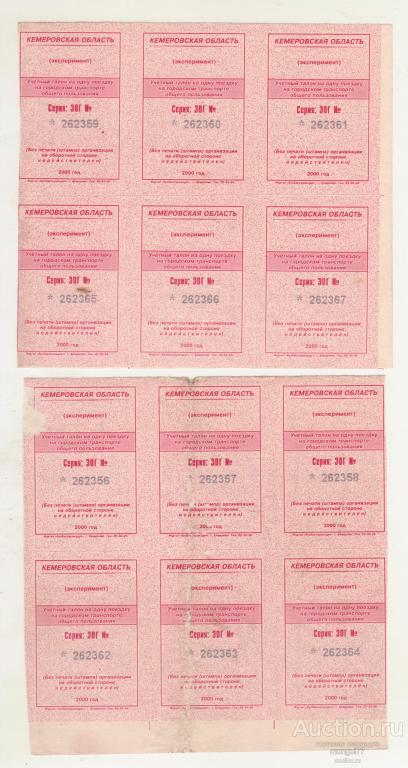 КЕМЕРОВСКАЯ ОБЛАСТЬ
(эксперимент)
Учетный талон на одну поездку
на городском транспорте
общего пользования
Серия: ЗОГ №
* 262359
(Без печати (штампа) организации
на оборотной стороне
недействителен)
2000 год
КЕМЕРОВСКАЯ ОБЛАСТЬ
(эксперимент)
Учетный талон на одну поездку
на городском транспорте
общего пользования
Серия: ЗОГ №
* 262360
(Без печати (штампа) организации
на оборотной стороне
недействителен)
2000 год
КЕМЕРОВСКАЯ ОБЛАСТЬ
(эксперимент)
Учетный талон на одну поездку
на городском транспорте
общего пользования
Серия: ЗОГ №
* 262361
(Без печати (штампа) организации
на оборотной стороне
недействителен)
2000 год
КЕМЕРОВСКАЯ ОБЛАСТЬ
(эксперимент)
Учетный талон на одну поездку
на городском транспорте
общего пользования
Серия: ЗОГ №
* 262365
(Без печати (штампа) организации
на оборотной стороне
недействителен)
2000 год
КЕМЕРОВСКАЯ ОБЛАСТЬ
(эксперимент)
Учетный талон на одну поездку
на городском транспорте
общего пользования
Серия: ЗОГ №
* 262366
(Без печати (штампа) организации
на оборотной стороне
недействителен)
2000 год
КЕМЕРОВСКАЯ ОБЛАСТЬ
(эксперимент)
Учетный талон на одну поездку
на городском транспорте
общего пользования
Серия: ЗОГ №
* 262367
(Без печати (штампа) организации
на оборотной стороне
недействителен)
2000 год
КЕМЕРОВСКАЯ ОБЛАСТЬ
(эксперимент)
Учетный талон на одну поездку
на городском транспорте
общего пользования
Серия: ЗОГ №
* 262356
(Без печати (штампа) организации
на оборотной стороне
недействителен)
2000 год
КЕМЕРОВСКАЯ ОБЛАСТЬ
(эксперимент)
Учетный талон на одну поездку
на городском транспорте
общего пользования
Серия: ЗОГ №
* 262357
(Без печати (штампа) организации
на оборотной стороне
недействителен)
2000 год
КЕМЕРОВСКАЯ ОБЛАСТЬ
(эксперимент)
Учетный талон на одну поездку
на городском транспорте
общего пользования
Серия: ЗОГ №
* 262358
(Без печати (штампа) организации
на оборотной стороне
недействителен)
2000 год
КЕМЕРОВСКАЯ ОБЛАСТЬ
(эксперимент)
Учетный талон на одну поездку
на городском транспорте
общего пользования
Серия: ЗОГ №
* 262362
(Без печати (штампа) организации
на оборотной стороне
недействителен)
2000 год
КЕМЕРОВСКАЯ ОБЛАСТЬ
(эксперимент)
Учетный талон на одну поездку
на городском транспорте
общего пользования
Серия: ЗОГ №
* 262363
(Без печати (штампа) организации
на оборотной стороне
недействителен)
2000 год
КЕМЕРОВСКАЯ ОБЛАСТЬ
(эксперимент)
Учетный талон на одну поездку
на городском транспорте
общего пользования
Серия: ЗОГ №
* 262364
(Без печати (штампа) организации
на оборотной стороне
недействителен)
2000 год
Аукцион.ru